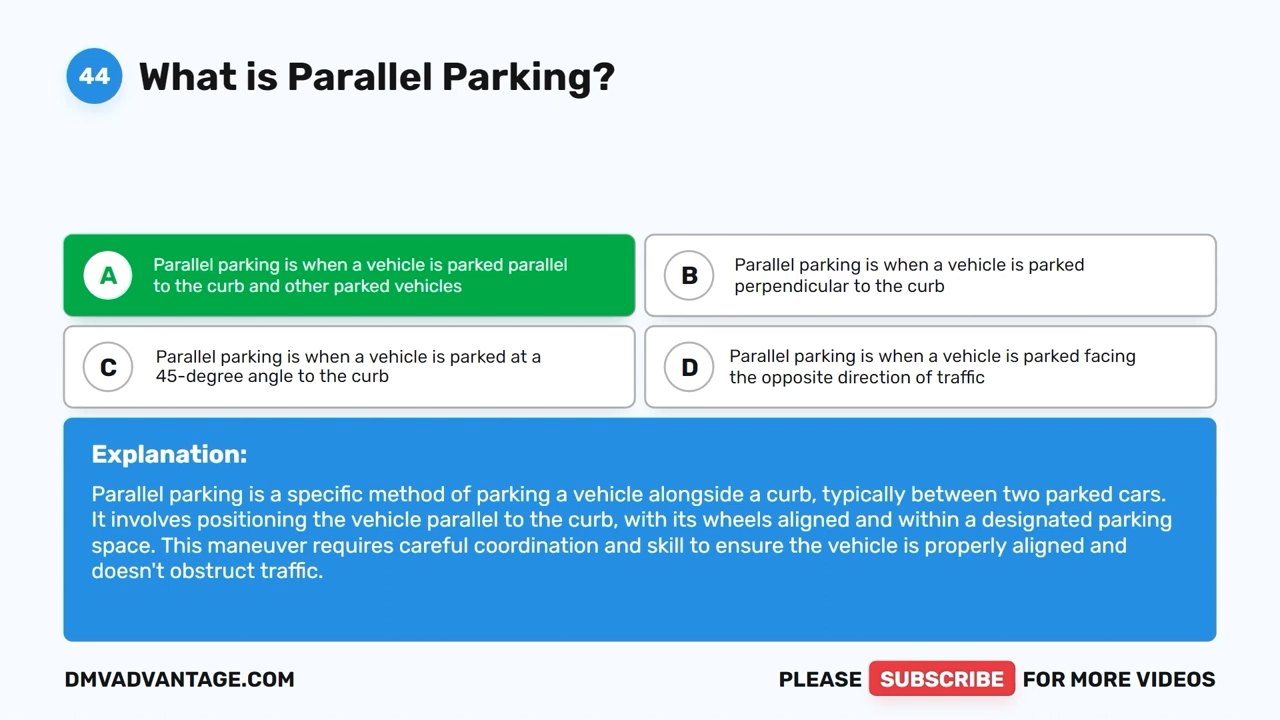 44 What is Parallel Parking?
A Parallel parking is when a vehicle is parked parallel
to the curb and other parked vehicles
B Parallel parking is when a vehicle is parked
perpendicular to the curb
C Parallel parking is when a vehicle is parked at a
45-degree angle to the curb
D Parallel parking is when a vehicle is parked facing
the opposite direction of traffic
Explanation:
Parallel parking is a specific method of parking a vehicle alongside a curb, typically between two parked cars.
It involves positioning the vehicle parallel to the curb, with its wheels aligned and within a designated parking
space. This maneuver requires careful coordination and skill to ensure the vehicle is properly aligned and
doesn't obstruct traffic.
DMVADVANTAGE.COM
PLEASE SUBSCRIBE FOR MORE VIDEOS